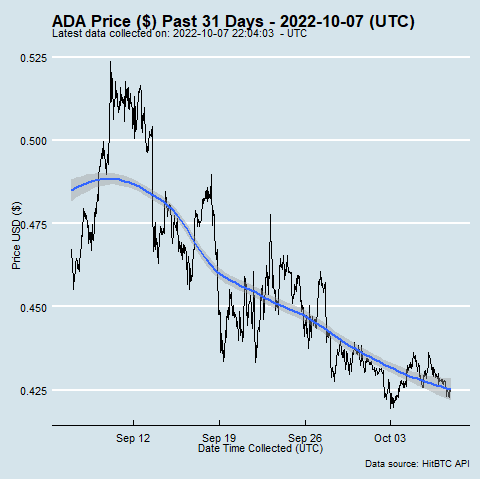 ADA Price ($) Past 31 Days - 2022-10-07 (UTC)
Latest data collected on: 2022-10-07 22:04:03 - UTC
0.525
0.500
0.475
0.450
0.425
Price USD ($)
Sep 12 Sep 19 Sep 26 Oct 03
Date Time Collected (UTC)
Data source: HitBTC API